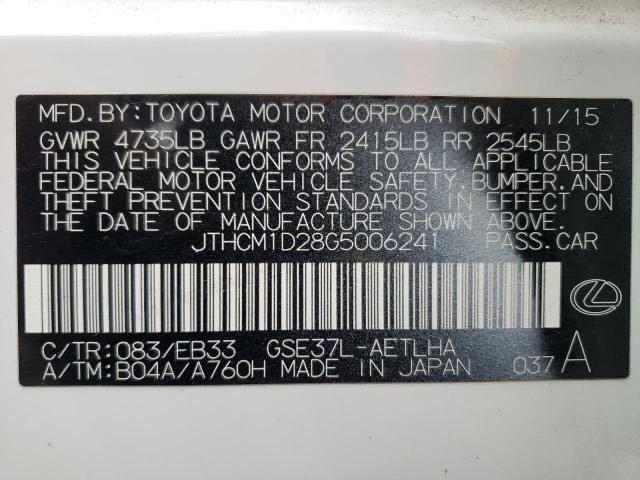 MFD.BY:TOYOTA MOTOR CORPORATION 11/15
GVWR 4735LB GAWR FR 2415LB RR 2545LB
THIS VEHICLE CONFORMS TO ALL APPLICABLE
FEDERAL MOTOR VEHICLE SAFETY,BUMPER,AND
THEFT PREVENTION STANDARDS IN EFFECT ON
THE DATE OF MANUFACTURE SHOWN ABOVE.
JTHCM1D28G5006241 PASS.CAR
C/TR:083/EB33 GSE37L-AETLHA
A/TM:B04A/A760H MADE IN JAPAN 037 A